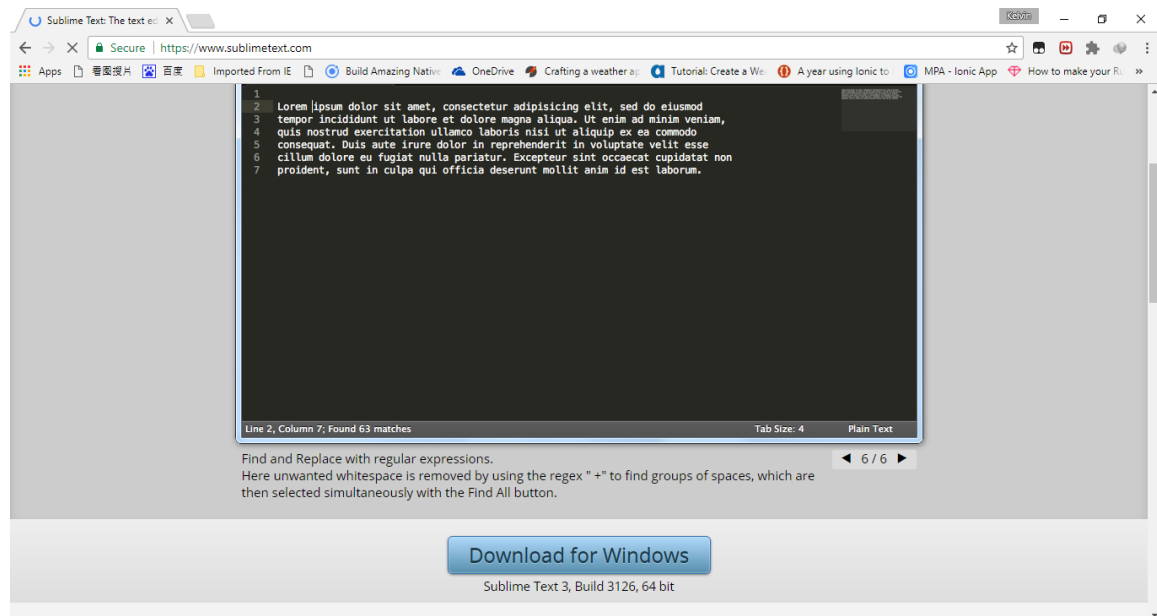 Sublime Text: The text ed
Kelvin
Secure | https://www.sublimetext.com
Apps 看图搜片 百度 Imported From IE Build Amazing Native OneDrive Crafting a weather ap Tutorial: Create a We A year using Ionic to MPA - Ionic App How to make your Ru »
1
2 Lorem ipsum dolor sit amet, consectetur adipisicing elit, sed do eiusmod
3 tempor incididunt ut labore et dolore magna aliqua. Ut enim ad minim veniam,
4 quis nostrud exercitation ullamco laboris nisi ut aliquip ex ea commodo
5 consequat. Duis aute irure dolor in reprehenderit in voluptate velit esse
6 cillum dolore eu fugiat nulla pariatur. Excepteur sint occaecat cupidatat non
7 proident, sunt in culpa qui officia deserunt mollit anim id est laborum.
Line 2, Column 7; Found 63 matches Tab Size: 4 Plain Text
Find and Replace with regular expressions.
◀ 6 / 6 ▶
Here unwanted whitespace is removed by using the regex " +" to find groups of spaces, which are
then selected simultaneously with the Find All button.
Download for Windows
Sublime Text 3, Build 3126, 64 bit